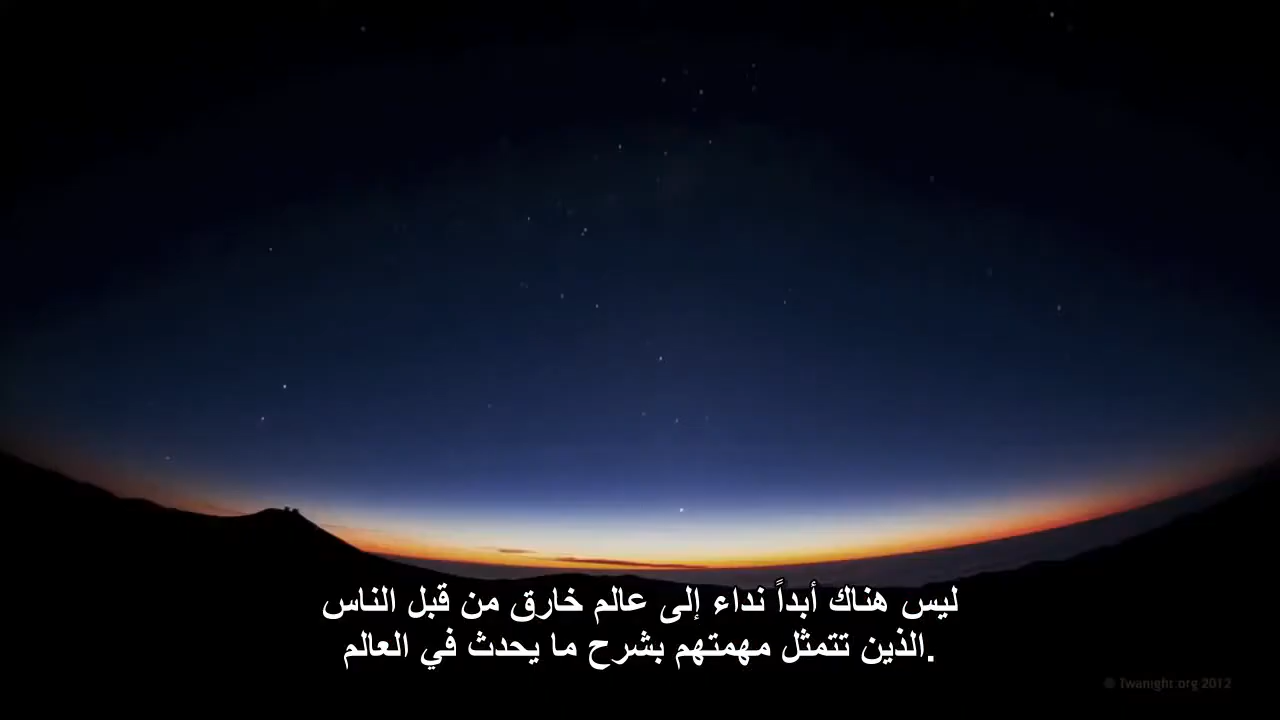 ليس هناك أبداً نداء إلى عالم خارق من قبل الناس
الذين تتمثل مهمتهم بشرح ما يحدث في العالم.
© Twanight.org 2012